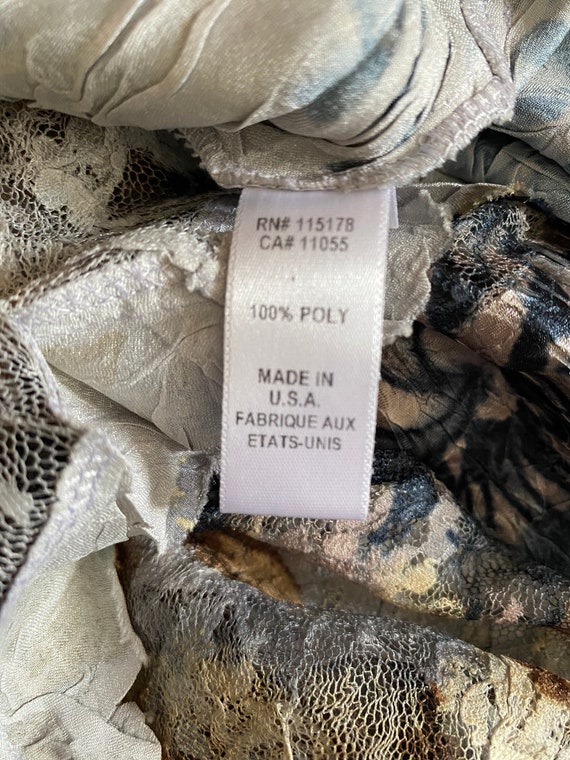 RN# 115178
CA# 11055
100% POLY
MADE IN
U.S.A.
FABRIQUE AUX
ETATS-UNIS